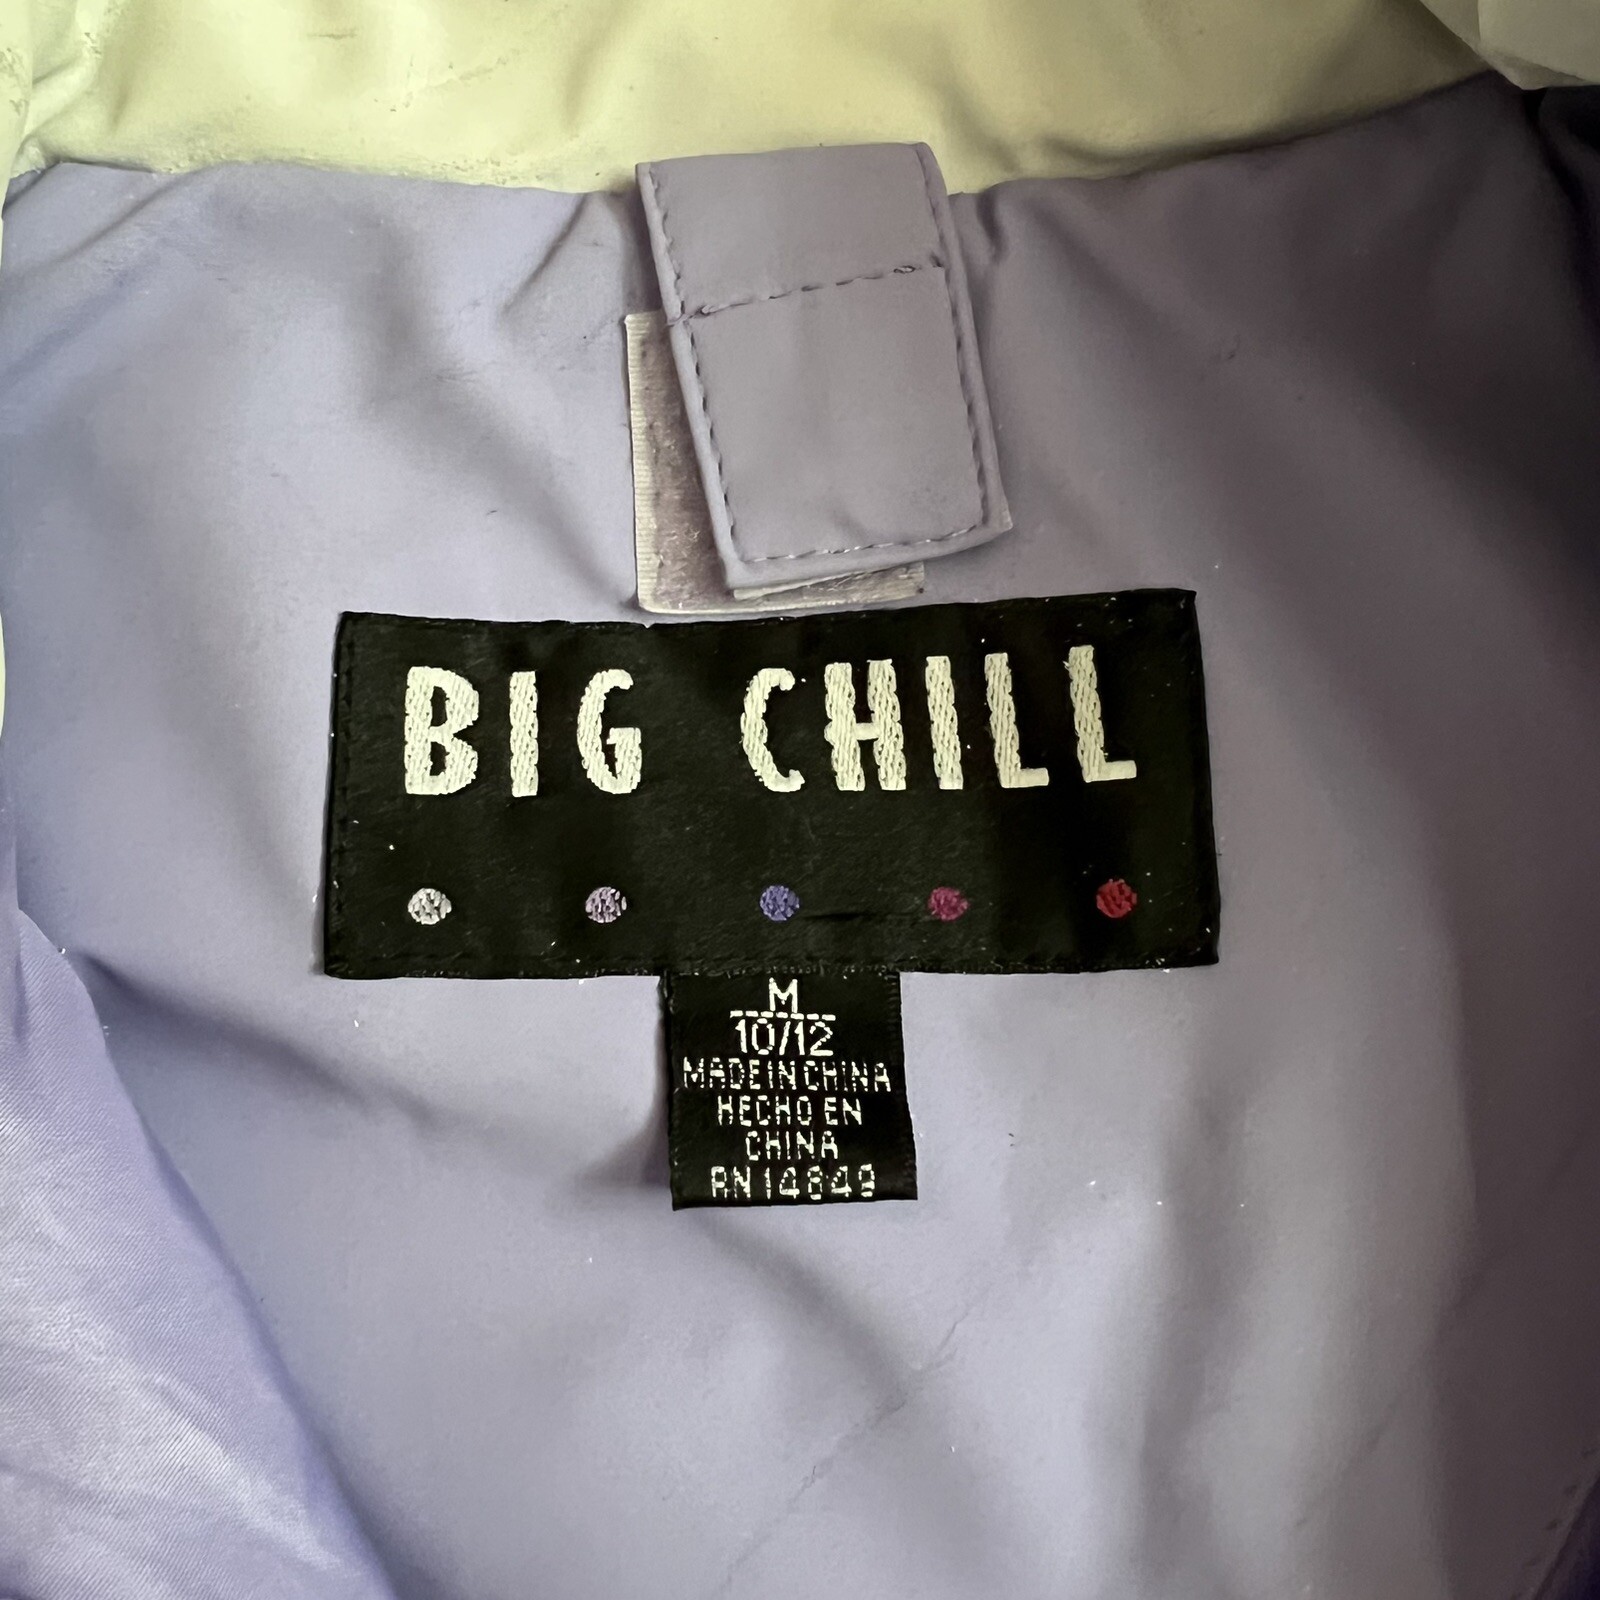 BIG CHILL
M
10/12
MADE IN CHINA
HECHO EN
CHINA
RN 14849